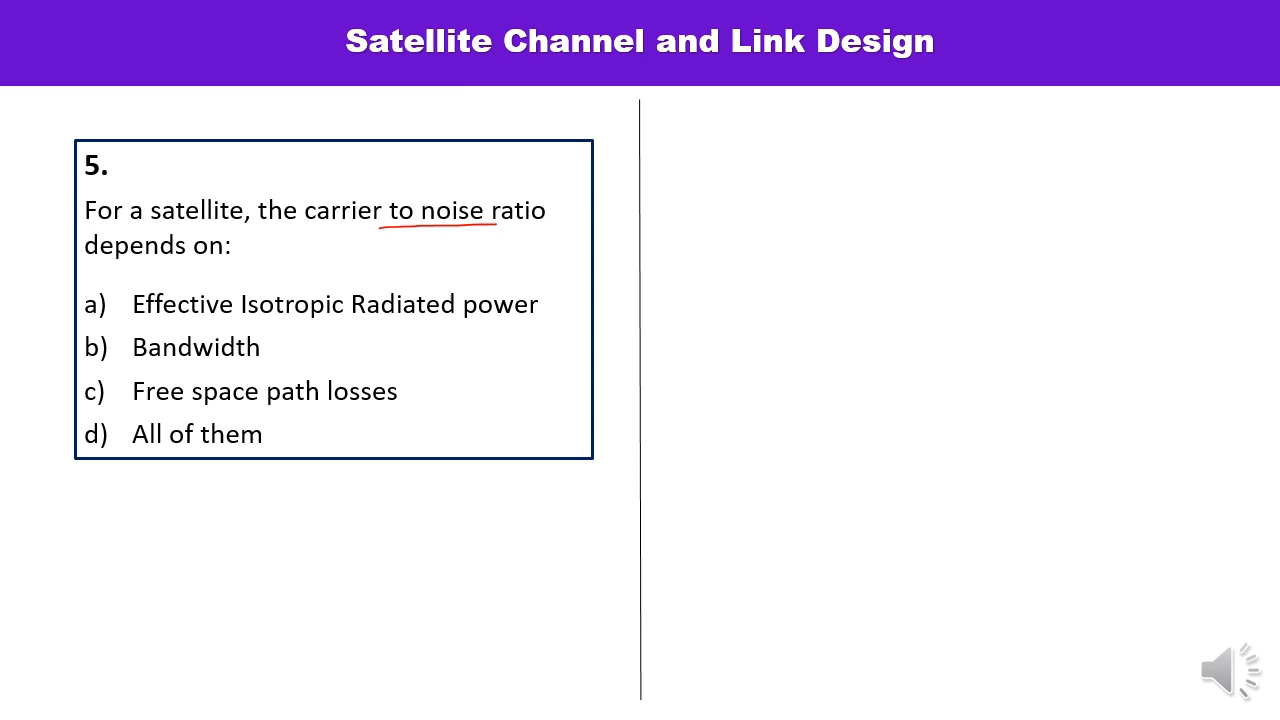 Satellite Channel and Link Design
5.
For a satellite, the carrier to noise ratio
depends on:
a) Effective Isotropic Radiated power
b) Bandwidth
c) Free space path losses
d) All of them